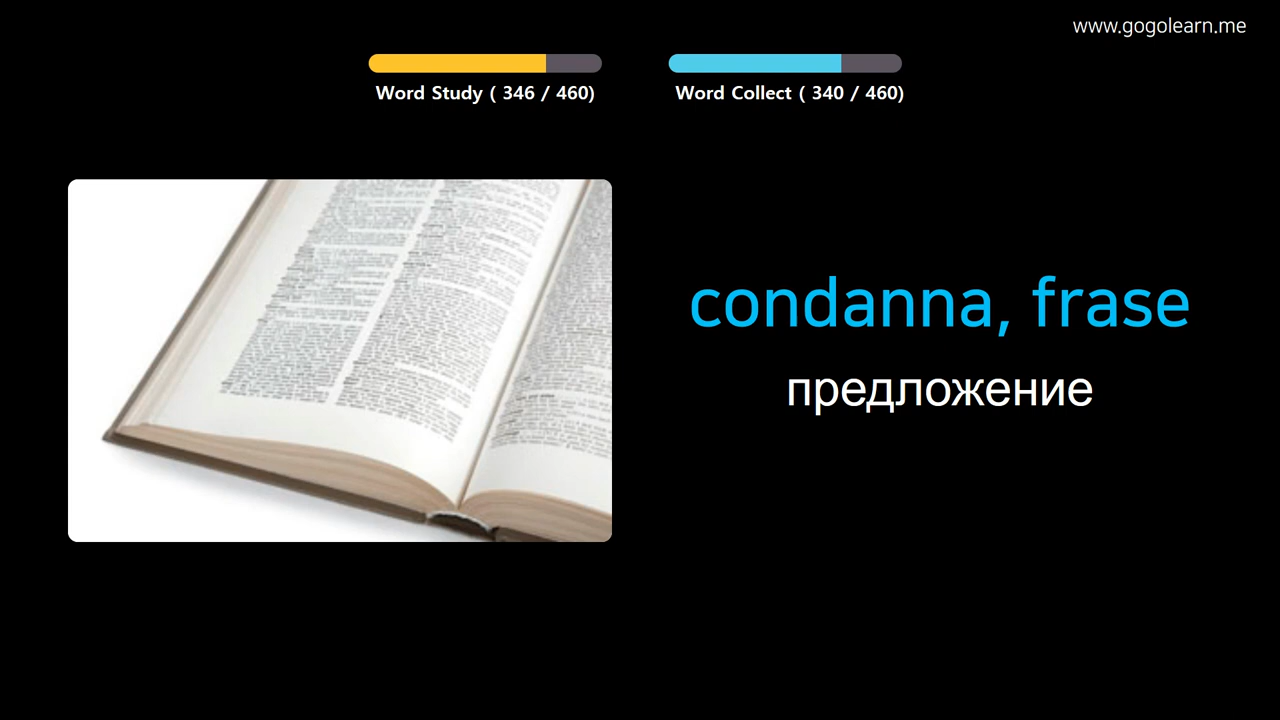 www.gogolearn.me
Word Study ( 346 / 460)
Word Collect ( 340 / 460)
condanna, frase
предложение